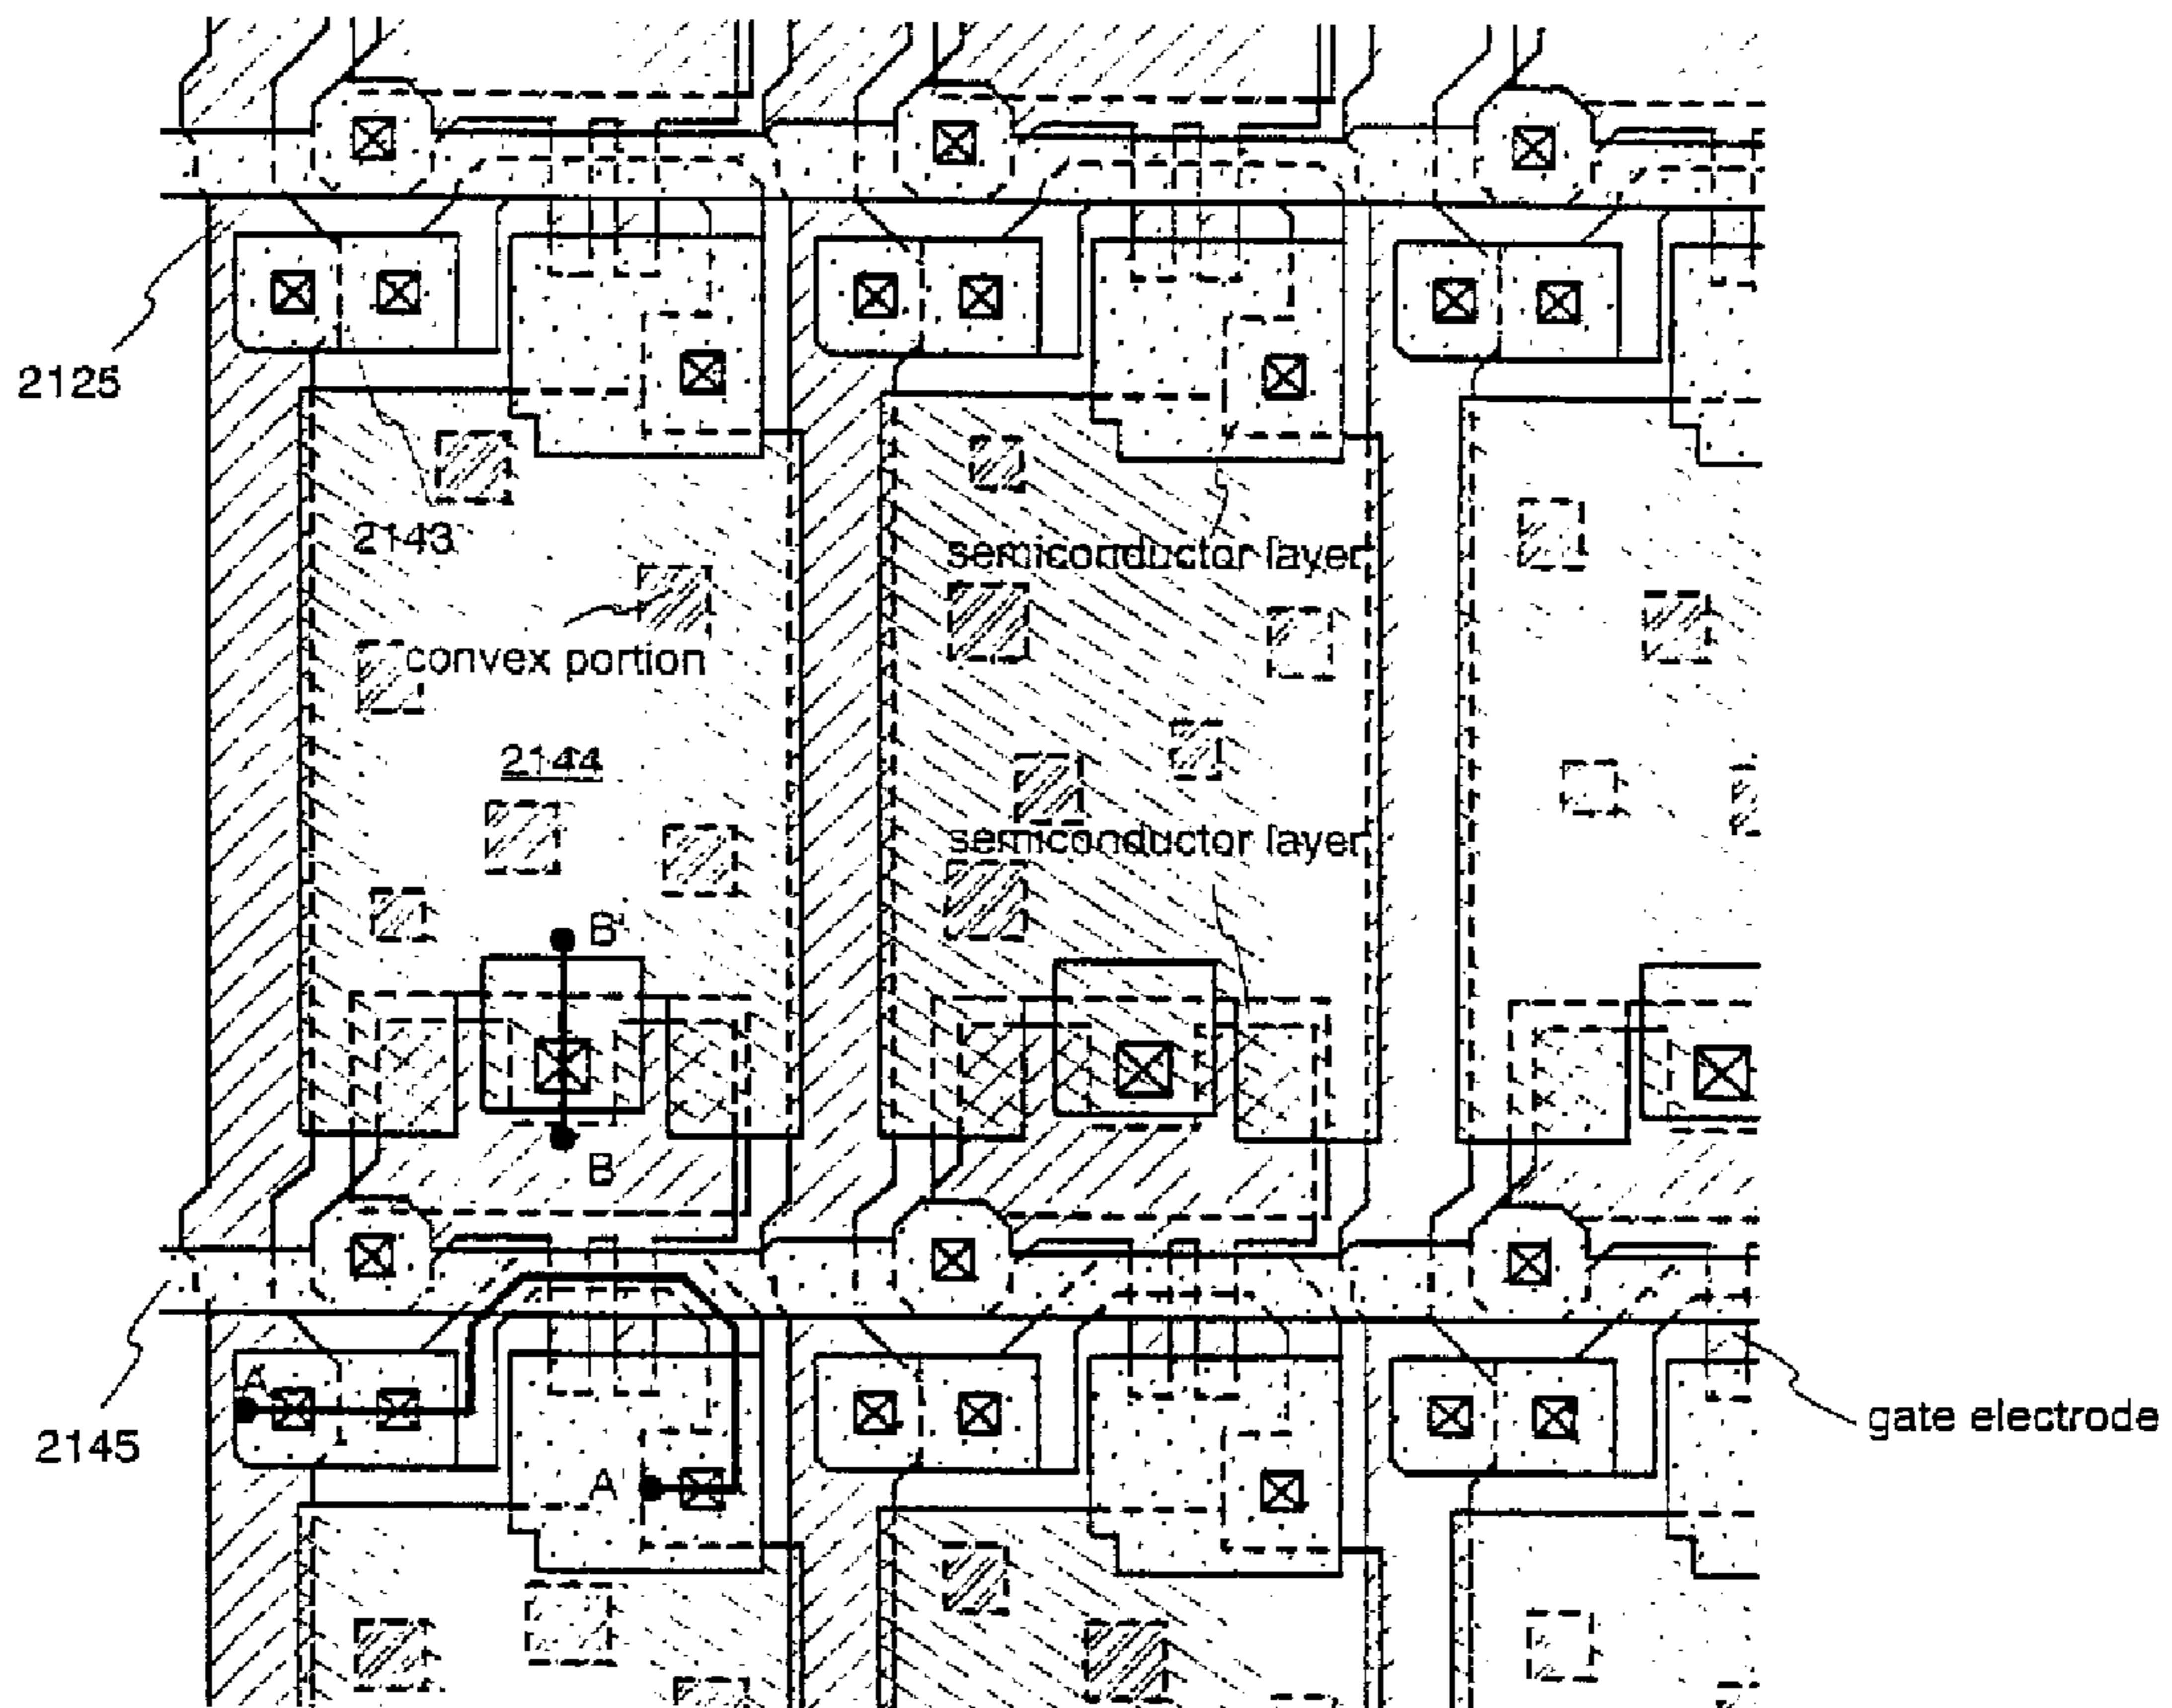 2125
2143
semiconductor layer
convex portion
2144
semiconductor layer
B'
B
A
gate electrode
2145
A'